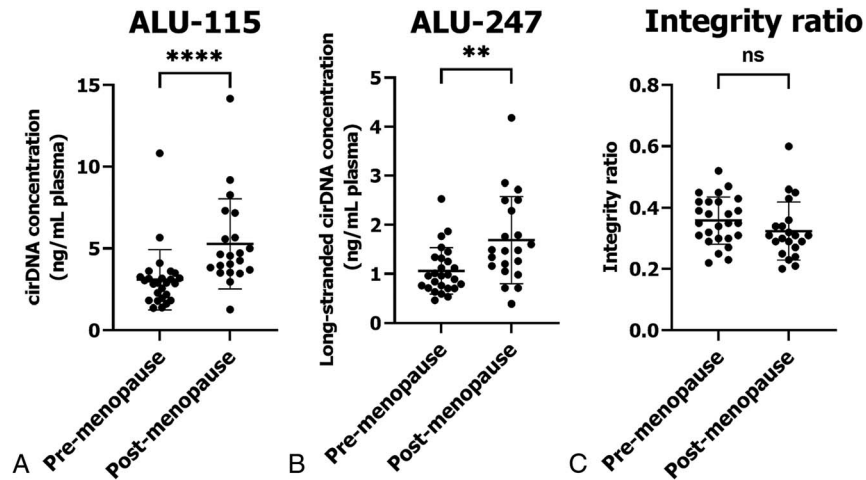 ALU-115
****
cirDNA concentration
(ng/mL plasma)
15
10
5
0
Pre-menopause
Post-menopause
A
ALU-247
**
Long-stranded cirDNA concentration
(ng/mL plasma)
5
4
3
2
1
0
Pre-menopause
Post-menopause
B
Integrity ratio
ns
Integrity ratio
0.8
0.6
0.4
0.2
0.0
Pre-menopause
Post-menopause
C